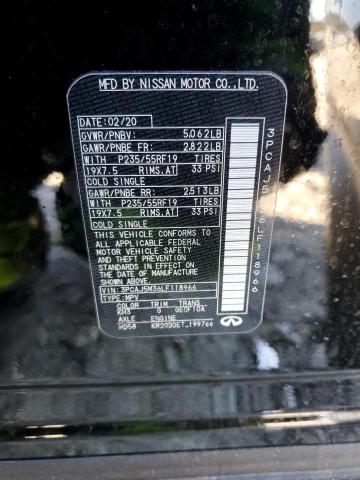 MFD BY NISSAN MOTOR CO., LTD.
DATE: 02/20
GVWR/PNBV: 5,062LB
GAWR/PNBE FR: 2,822LB
WITH P235/55RF19 TIRES
19X7.5 RIMS.AT 33 PSI
COLD SINGLE
GAWR/PNBE RR: 2,513LB
WITH P235/55RF19 TIRES
19X7.5 RIMS.AT 33 PSI
COLD SINGLE
THIS VEHICLE CONFORMS TO
ALL APPLICABLE FEDERAL
MOTOR VEHICLE SAFETY
AND THEFT PREVENTION
STANDARDS IN EFFECT ON THE
DATE OF MANUFACTURE
SHOWN ABOVE.
VIN: 3PCAJ5M36LF118966
TYPE: MPV
COLOR TRIM TRANS
KH3 G
AXLE ENGINE
KR20DDET 1997cc
INFINITI
3PCAJ5M36LF118966